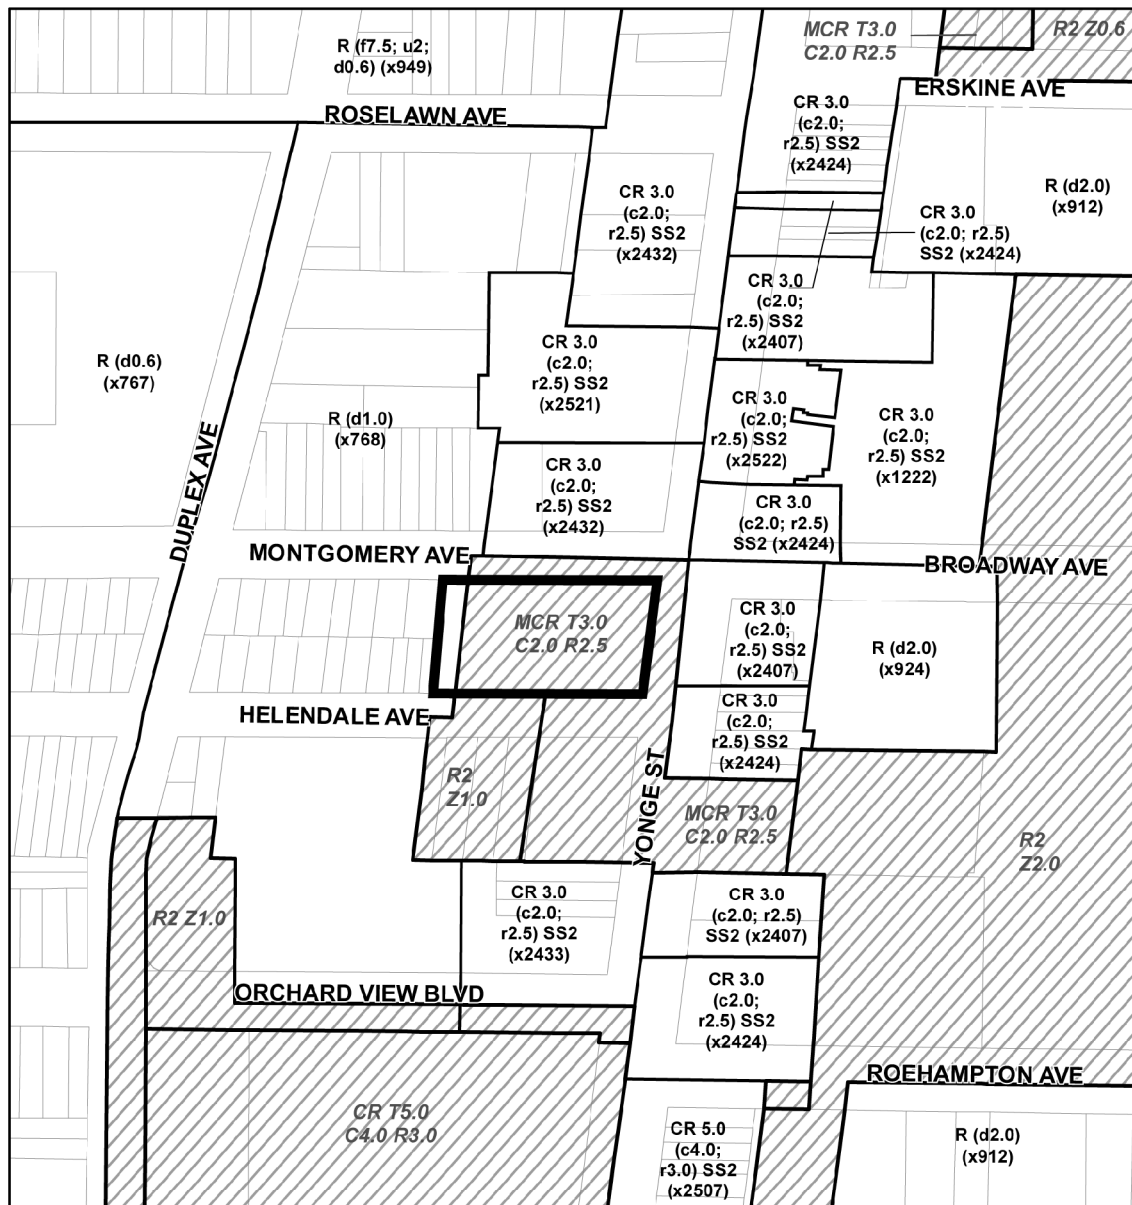 R (f7.5; u2;
d0.6) (x949)
MCR T3.0
C2.0 R2.5
R2 Z0.6
ERSKINE AVE
ROSELAWN AVE
CR 3.0
(c2.0;
r2.5) SS2
(x2424)
R (d2.0)
(x912)
CR 3.0
(c2.0;
r2.5) SS2
(x2432)
CR 3.0
(c2.0; r2.5)
SS2 (x2424)
CR 3.0
(c2.0;
r2.5) SS2
(x2407)
CR 3.0
(c2.0;
r2.5) SS2
(x2521)
R (d0.6)
(x767)
R (d1.0)
(x768)
CR 3.0
(c2.0;
r2.5) SS2
(x2522)
CR 3.0
(c2.0;
r2.5) SS2
(x1222)
DUPLEX AVE
CR 3.0
(c2.0;
r2.5) SS2
(x2432)
CR 3.0
(c2.0; r2.5)
SS2 (x2424)
MONTGOMERY AVE
BROADWAY AVE
MCR T3.0
C2.0 R2.5
CR 3.0
(c2.0;
r2.5) SS2
(x2407)
R (d2.0)
(x924)
HELENDALE AVE
CR 3.0
(c2.0;
r2.5) SS2
(x2424)
R2
Z1.0
YONGE ST
MCR T3.0
C2.0 R2.5
R2
Z2.0
R2 Z1.0
CR 3.0
(c2.0;
r2.5) SS2
(x2433)
CR 3.0
(c2.0; r2.5)
SS2 (x2407)
ORCHARD VIEW BLVD
CR 3.0
(c2.0;
r2.5) SS2
(x2424)
ROEHAMPTON AVE
CR T5.0
C4.0 R3.0
CR 5.0
(c4.0;
r3.0) SS2
(x2507)
R (d2.0)
(x912)